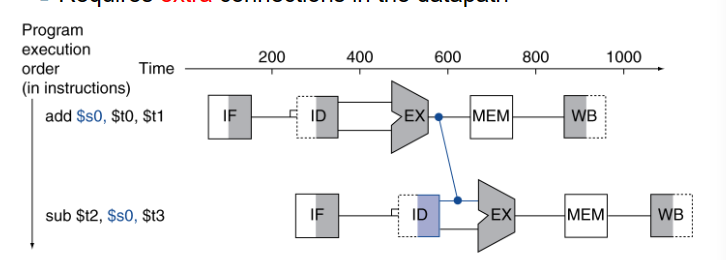 Requires extra connections in the datapath
Program
execution
order
(in instructions)
Time
200 400 600 800 1000
add $s0, $t0, $t1
IF ID EX MEM WB
sub $t2, $s0, $t3
IF ID EX MEM WB